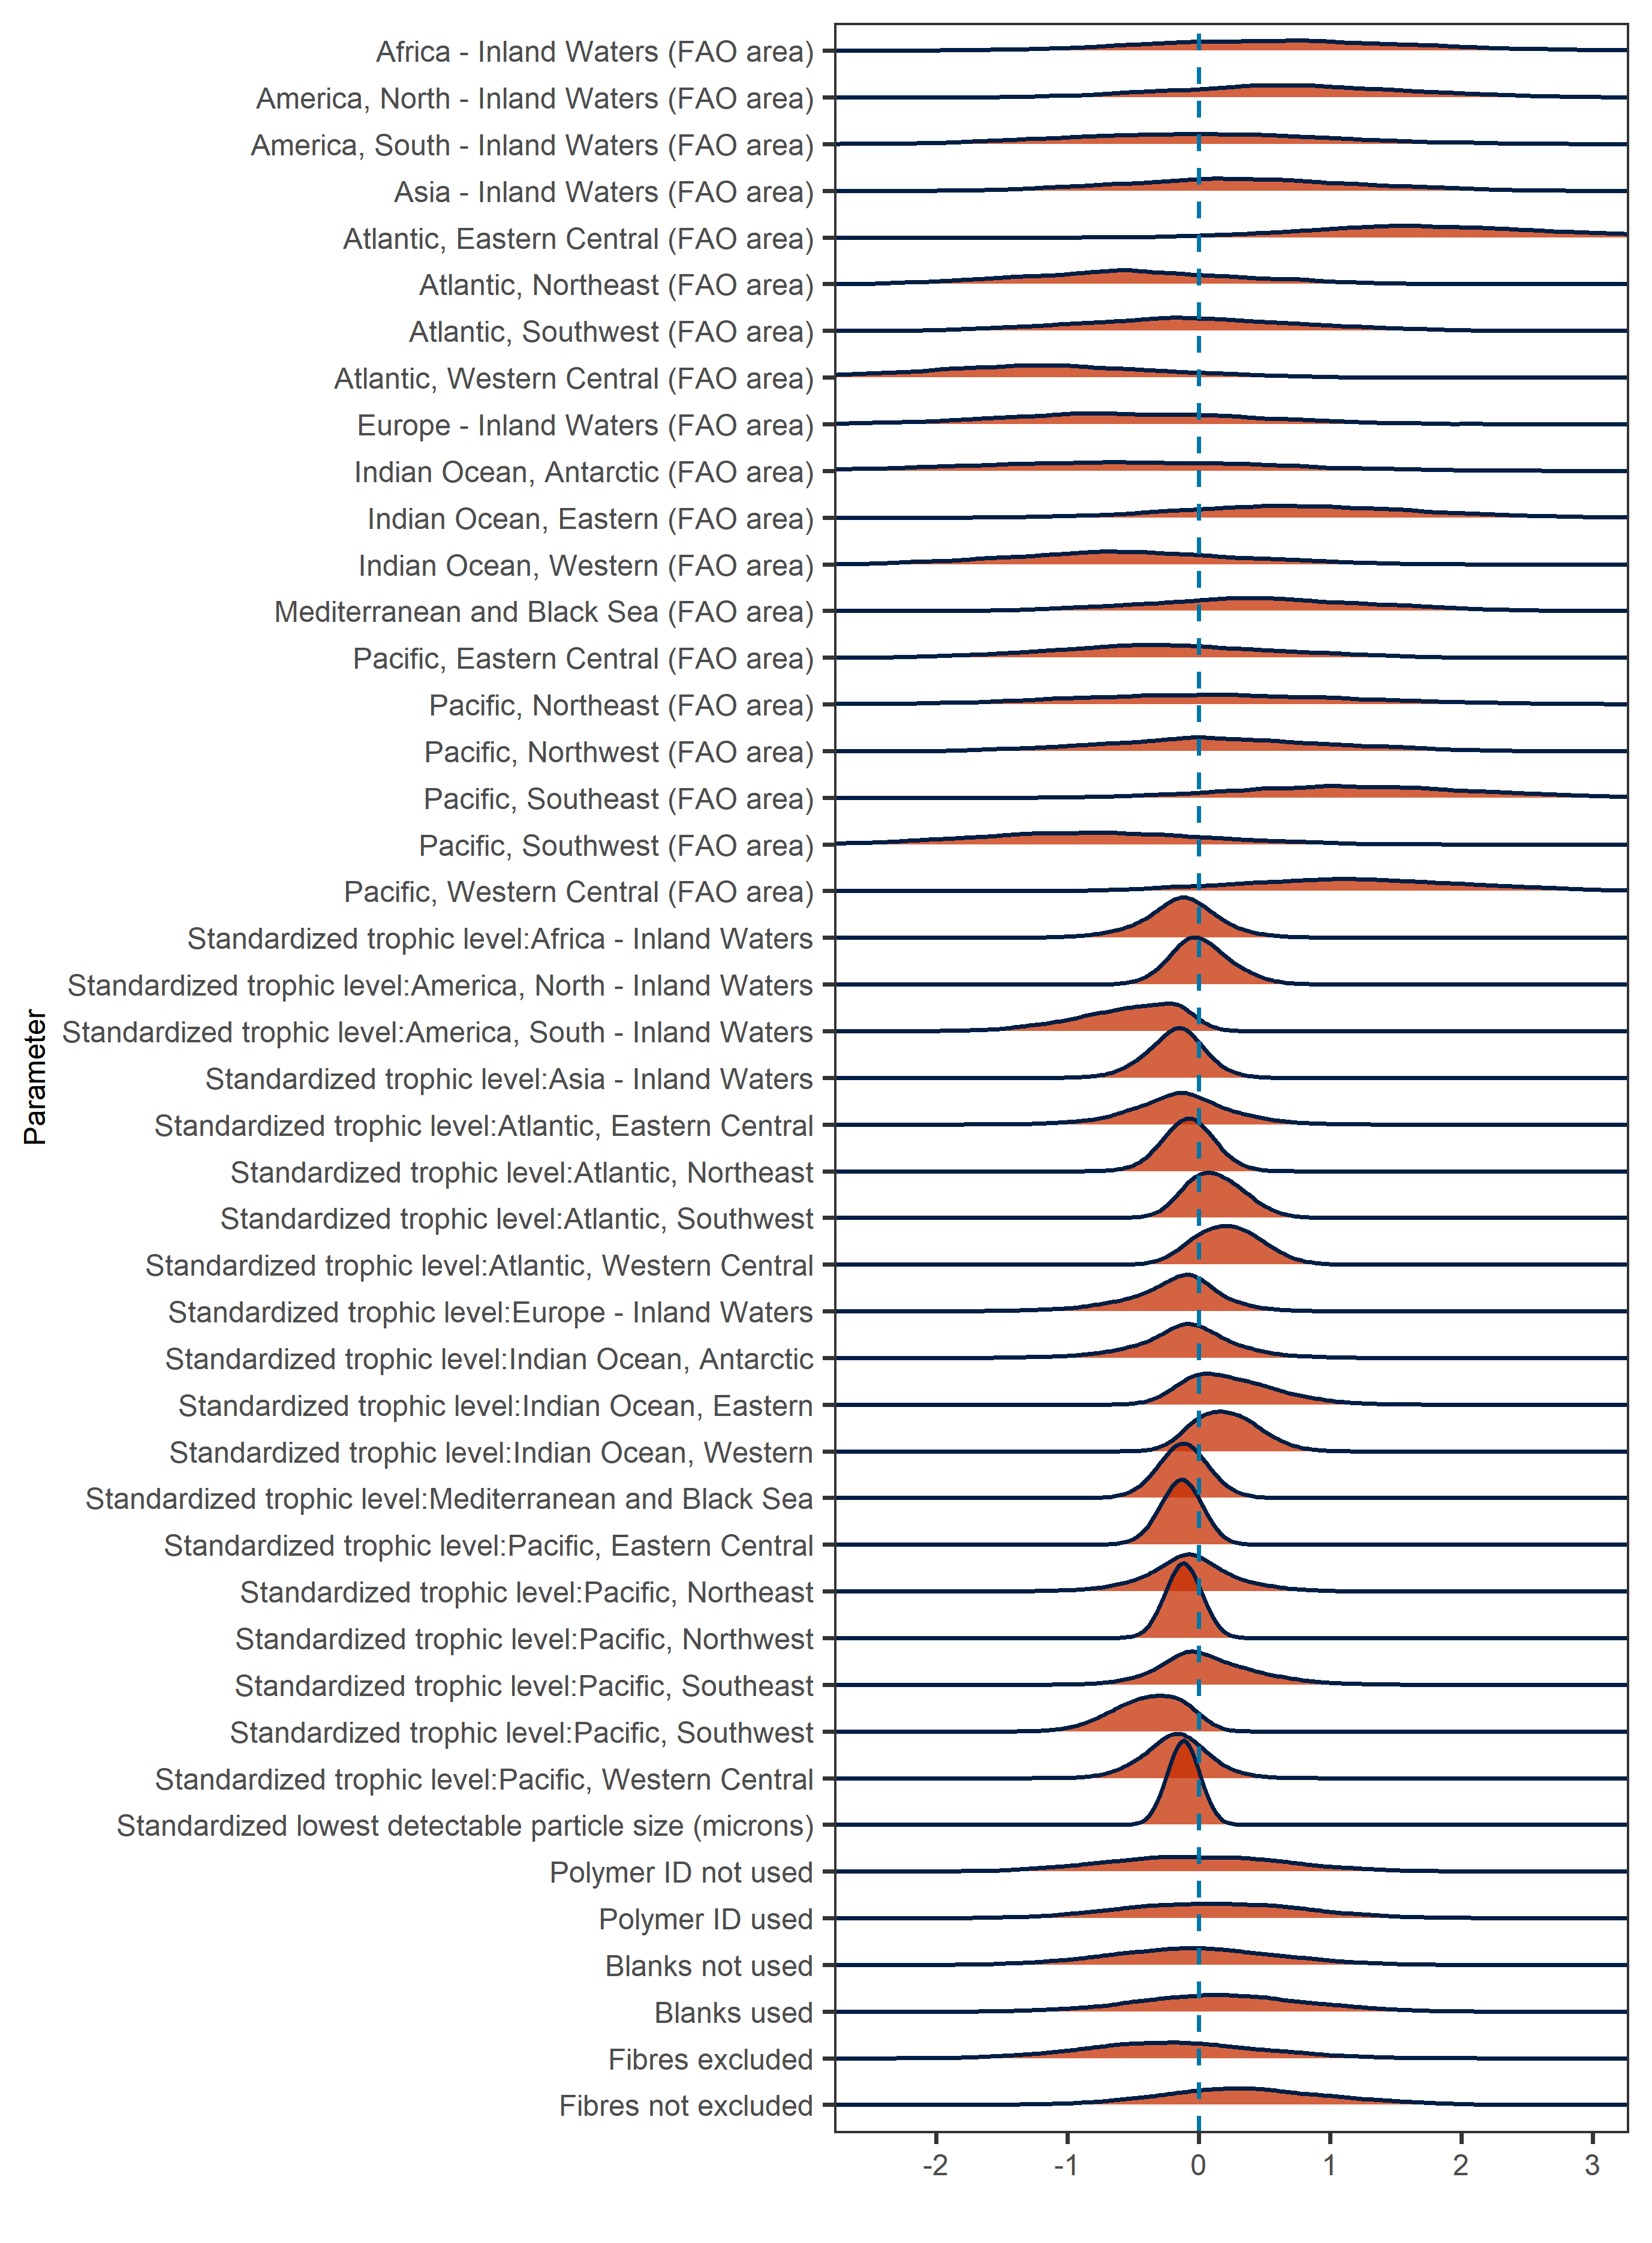 Africa - Inland Waters (FAO area)
America, North - Inland Waters (FAO area)
America, South - Inland Waters (FAO area)
Asia - Inland Waters (FAO area)
Atlantic, Eastern Central (FAO area)
Atlantic, Northeast (FAO area)
Atlantic, Southwest (FAO area)
Atlantic, Western Central (FAO area)
Europe - Inland Waters (FAO area)
Indian Ocean, Antarctic (FAO area)
Indian Ocean, Eastern (FAO area)
Indian Ocean, Western (FAO area)
Mediterranean and Black Sea (FAO area)
Pacific, Eastern Central (FAO area)
Pacific, Northeast (FAO area)
Pacific, Northwest (FAO area)
Pacific, Southeast (FAO area)
Pacific, Southwest (FAO area)
Pacific, Western Central (FAO area)
Standardized trophic level:Africa - Inland Waters
Standardized trophic level:America, North - Inland Waters
Standardized trophic level:America, South - Inland Waters
Standardized trophic level:Asia - Inland Waters
Standardized trophic level:Atlantic, Eastern Central
Standardized trophic level:Atlantic, Northeast
Standardized trophic level:Atlantic, Southwest
Standardized trophic level:Atlantic, Western Central
Standardized trophic level:Europe - Inland Waters
Standardized trophic level:Indian Ocean, Antarctic
Standardized trophic level:Indian Ocean, Eastern
Standardized trophic level:Indian Ocean, Western
Standardized trophic level:Mediterranean and Black Sea
Standardized trophic level:Pacific, Eastern Central
Standardized trophic level:Pacific, Northeast
Standardized trophic level:Pacific, Northwest
Standardized trophic level:Pacific, Southeast
Standardized trophic level:Pacific, Southwest
Standardized trophic level:Pacific, Western Central
Standardized lowest detectable particle size (microns)
Polymer ID not used
Polymer ID used
Blanks not used
Blanks used
Fibres excluded
Fibres not excluded
Parameter
-2 -1 0 1 2 3